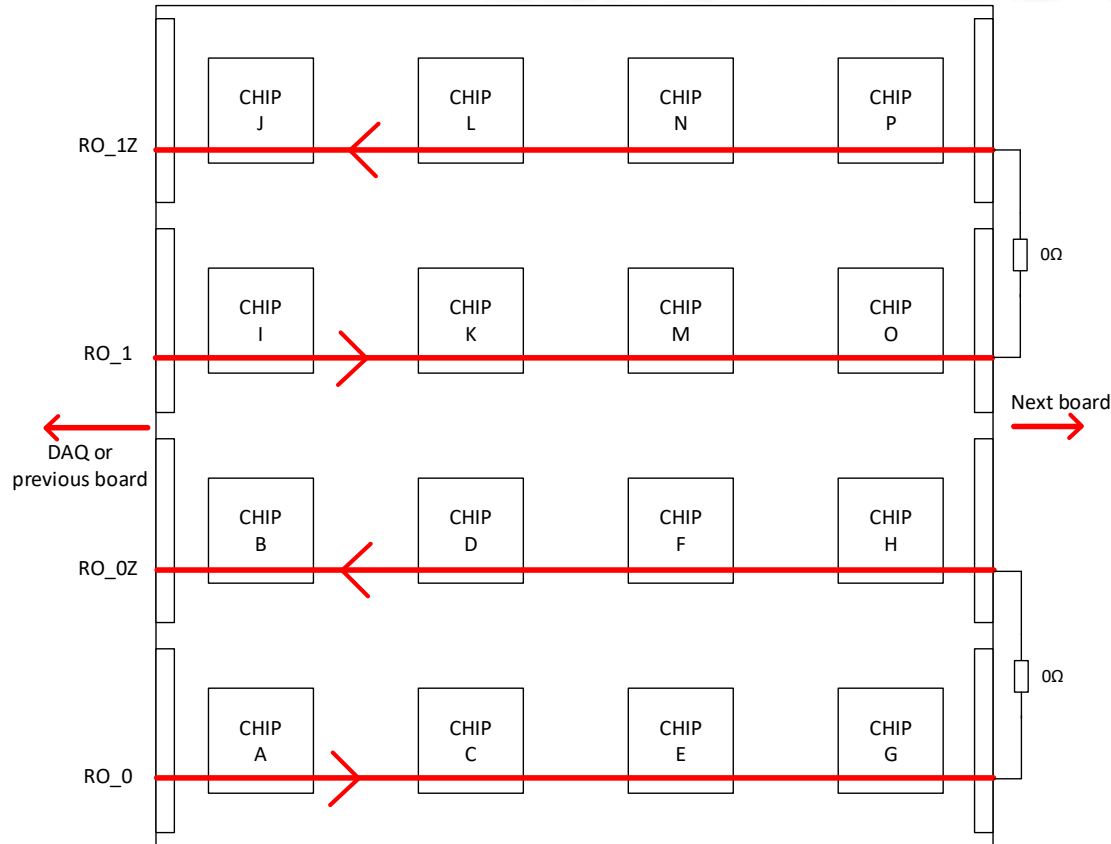 CHIP
J
CHIP
L
CHIP
N
CHIP
P
RO_1Z
0Ω
CHIP
I
CHIP
K
CHIP
M
CHIP
O
RO_1
Next board
DAQ or
previous board
CHIP
B
CHIP
D
CHIP
F
CHIP
H
RO_0Z
0Ω
CHIP
A
CHIP
C
CHIP
E
CHIP
G
RO_0